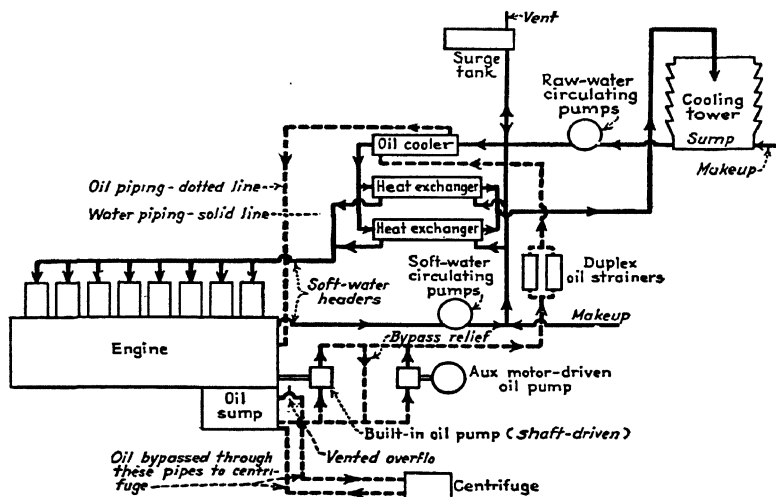 Vent
Surge
tank
Raw-water
circulating
pumps
Cooling
tower
Sump
Makeup
Oil cooler
Oil piping-dotted line
Heat exchanger
Water piping-solid line
Heat exchanger
Soft-water
headers
Soft-water
circulating
pumps
Duplex
oil strainers
Makeup
Engine
Bypass relief
Aux motor-driven
oil pump
Oil
sump
Built-in oil pump (shaft-driven)
Vented overflo
Oil bypassed through
these pipes to centri-
fuge
Centrifuge